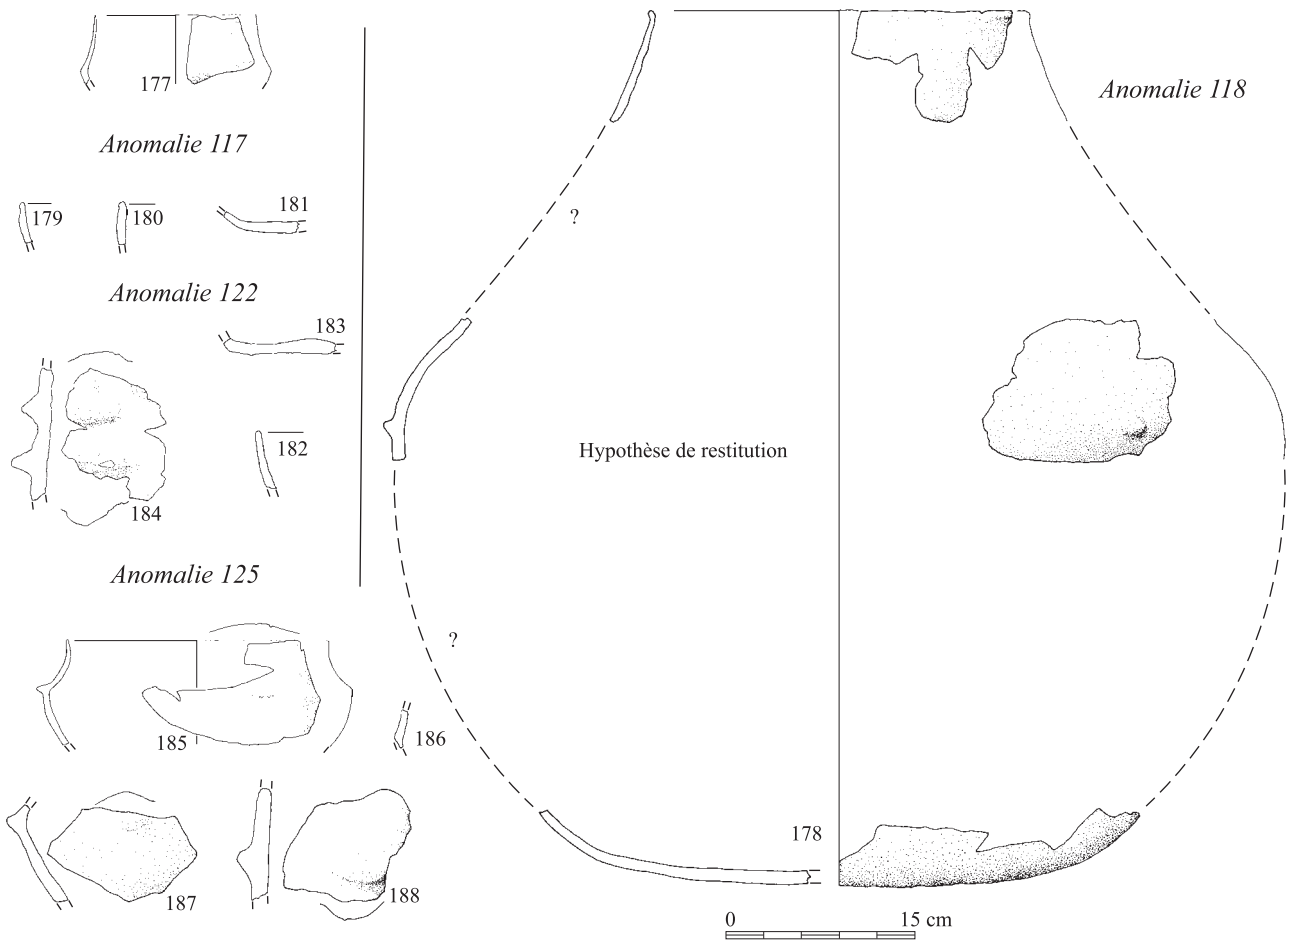 177
Anomalie 117
179
180
181
Anomalie 122
183
184
182
Anomalie 125
185
186
187
188
Anomalie 118
?
Hypothèse de restitution
?
178
0 15 cm